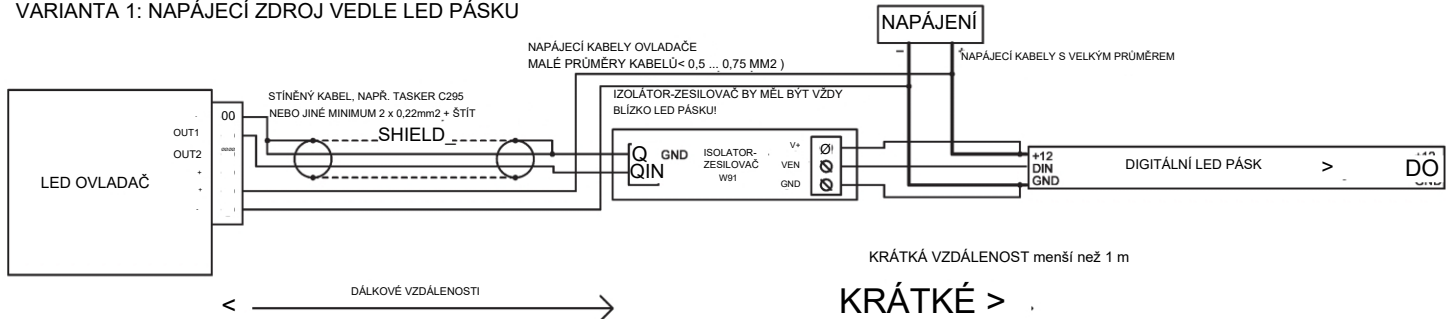 VARIANTA 1: NAPÁJECÍ ZDROJ VEDLE LED PÁSKU
NAPÁJENÍ
-
+
NAPÁJECÍ KABELY S VELKÝM PRŮMĚREM
NAPÁJECÍ KABELY OVLADAČE
MALÉ PRŮMĚRY KABELŮ< 0,5 ... 0,75 MM2 )
STÍNĚNÝ KABEL, NAPŘ. TASKER C295
NEBO JINÉ MINIMUM 2 x 0,22mm2 + ŠTÍT
IZOLÁTOR-ZESILOVAČ BY MĚL BÝT VŽDY
BLÍZKO LED PÁSKU!
LED OVLADAČ
00
OUT1
OUT2
+
+
-
SHIELD_
Q GND
QIN
ISOLATOR-
ZESILOVAČ
W91
V+
VEN
GND
+12
DIN
GND
DIGITÁLNÍ LED PÁSK >
DO
KRÁTKÁ VZDÁLENOST menší než 1 m
< DÁLKOVÉ VZDÁLENOSTI
KRÁTKÉ >